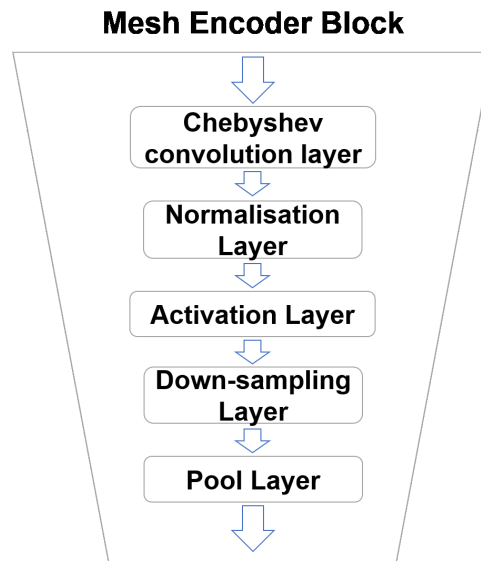 Mesh Encoder Block
Chebyshev
convolution layer
Normalisation
Layer
Activation Layer
Down-sampling
Layer
Pool Layer